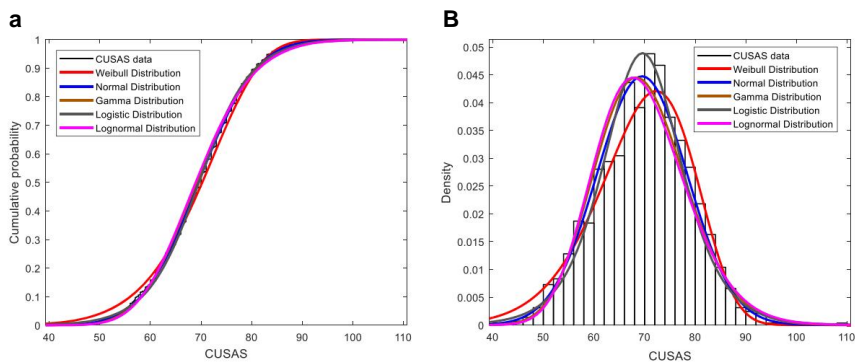 a
1
0.9
0.8
0.7
0.6
0.5
0.4
0.3
0.2
0.1
0
Cumulative probability
CUSAS data
Weibull Distribution
Normal Distribution
Gamma Distribution
Logistic Distribution
Lognormal Distribution
40 50 60 70 80 90 100 110
CUSAS
B
0.05
0.045
0.04
0.035
0.03
0.025
0.02
0.015
0.01
0.005
0
Density
CUSAS data
Weibull Distribution
Normal Distribution
Gamma Distribution
Logistic Distribution
Lognormal Distribution
40 50 60 70 80 90 100 110
CUSAS